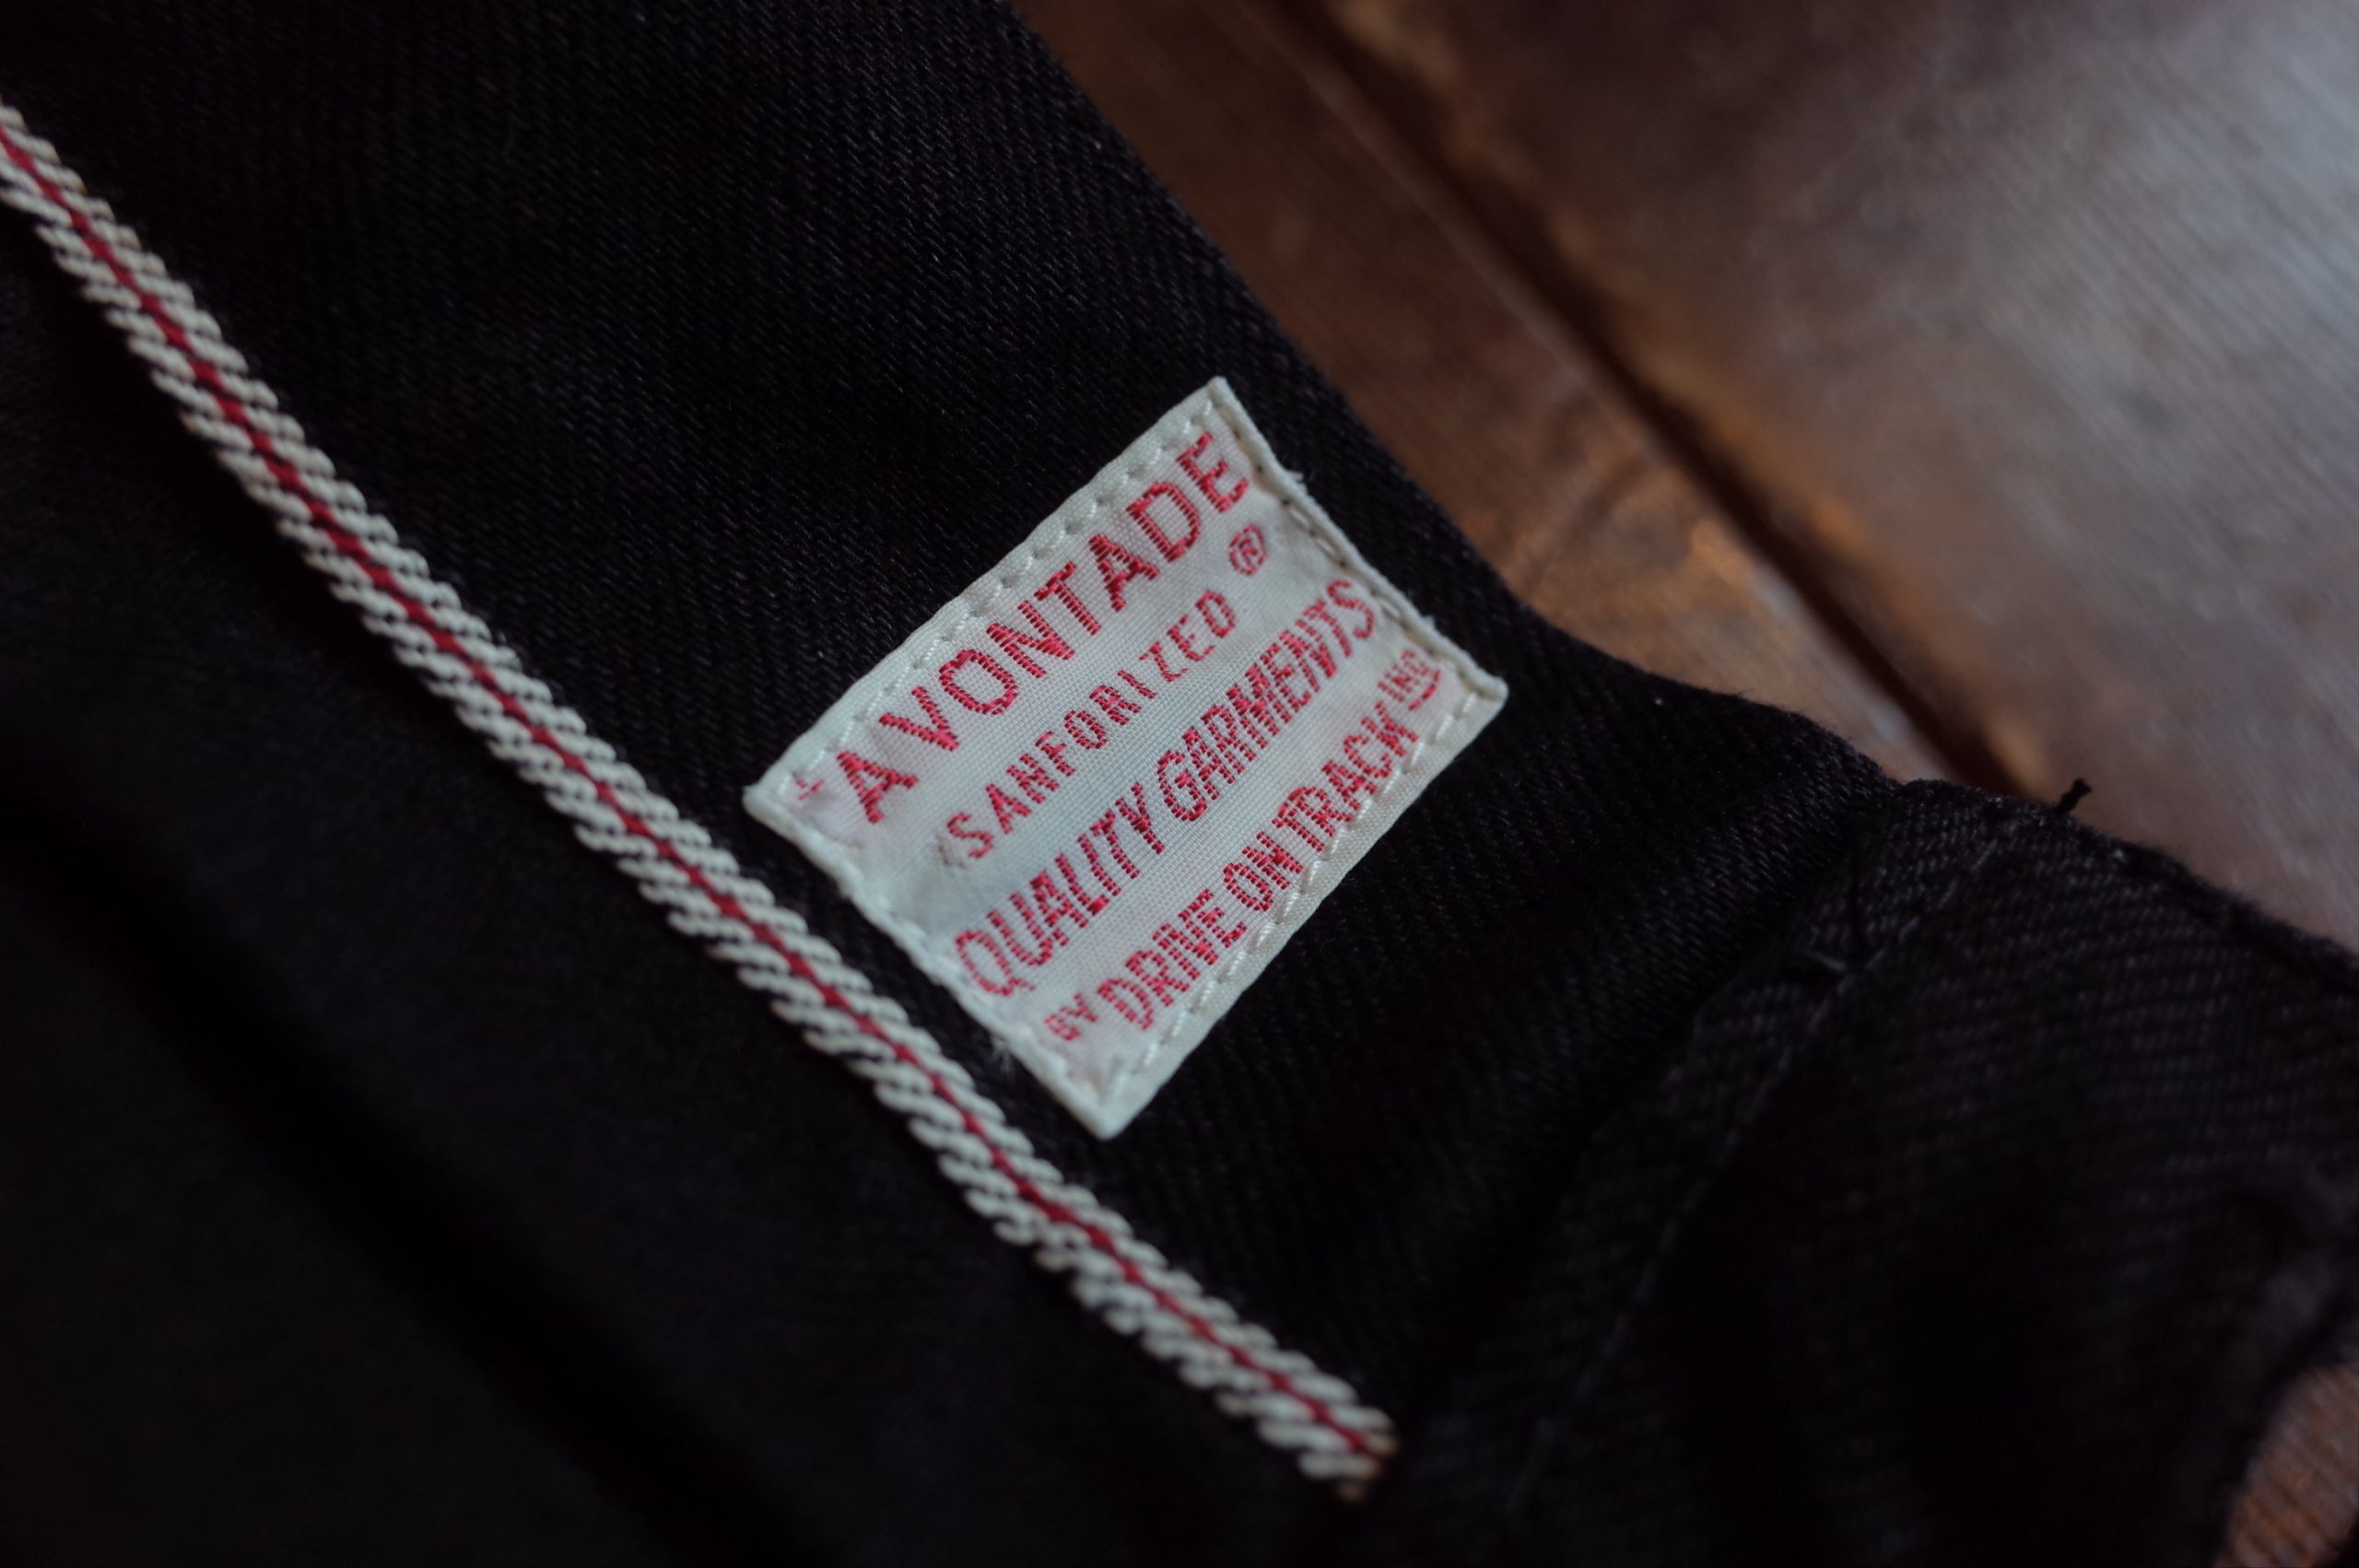 A VONTADE
SANFORIZED ®
QUALITY GARMENTS
BY DRIVE ON TRACK INC.